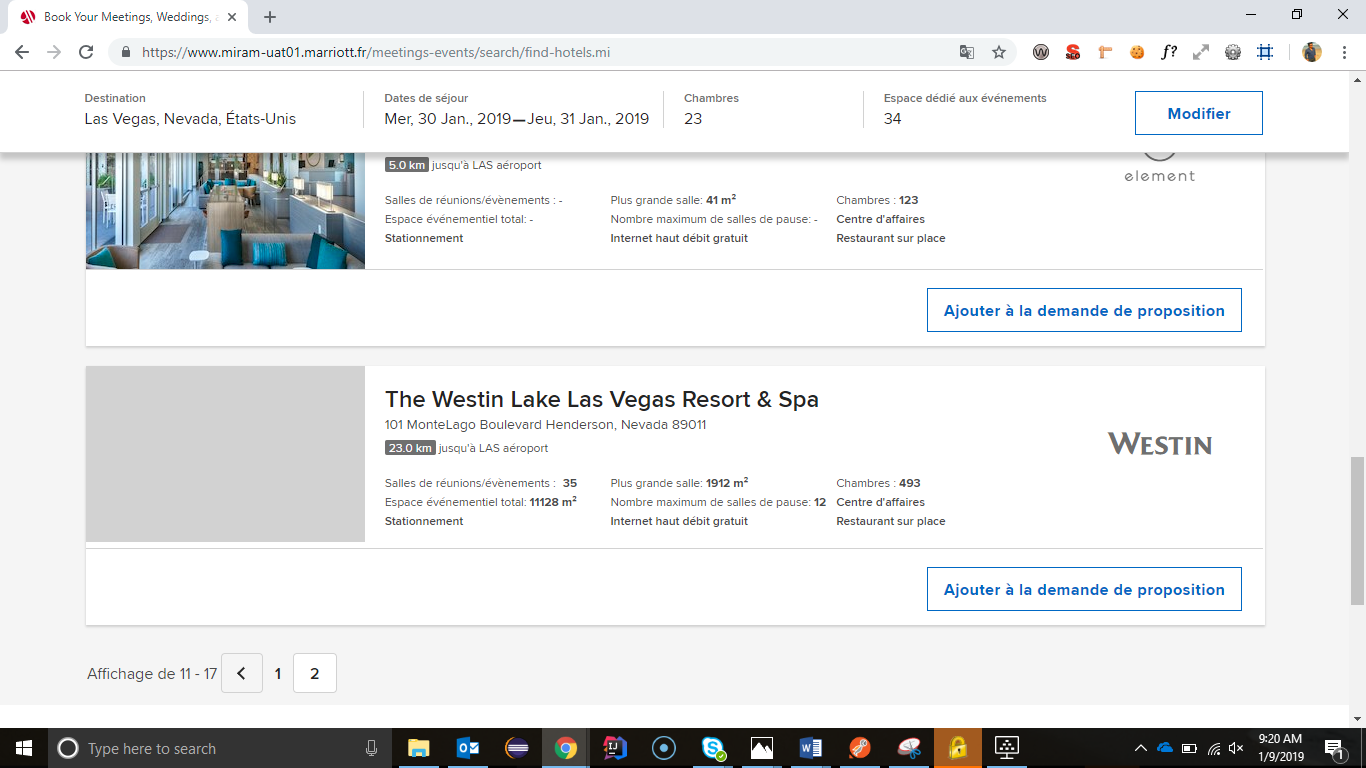 Book Your Meetings, Weddings,
https://www.miram-uat01.marriott.fr/meetings-events/search/find-hotels.mi
Destination
Las Vegas, Nevada, États-Unis
Dates de séjour
Mer, 30 Jan., 2019—Jeu, 31 Jan., 2019
Chambres
23
Espace dédié aux événements
34
Modifier
5.0 km jusqu'à LAS aéroport
element
Salles de réunions/évènements : -
Espace événementiel total: -
Stationnement
Plus grande salle: 41 m²
Nombre maximum de salles de pause: -
Internet haut débit gratuit
Chambres : 123
Centre d'affaires
Restaurant sur place
Ajouter à la demande de proposition
The Westin Lake Las Vegas Resort & Spa
101 MonteLago Boulevard Henderson, Nevada 89011
23.0 km jusqu'à LAS aéroport
WESTIN
Salles de réunions/évènements : 35
Espace événementiel total: 11128 m²
Stationnement
Plus grande salle: 1912 m²
Nombre maximum de salles de pause: 12
Internet haut débit gratuit
Chambres : 493
Centre d'affaires
Restaurant sur place
Ajouter à la demande de proposition
Affichage de 11 - 17
1
2
Type here to search
9:20 AM
1/9/2019